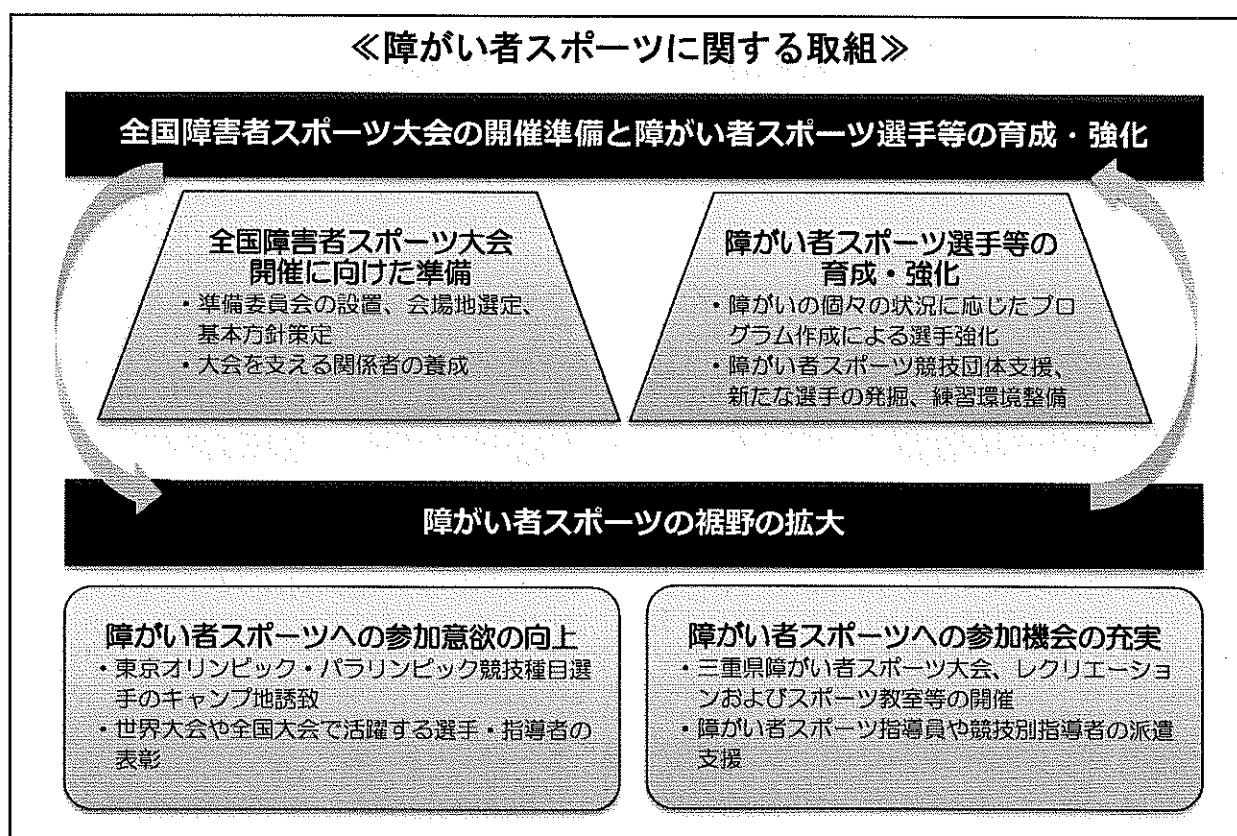 ≪障がい者スポーツに関する取組≫
全国障害者スポーツ大会の開催準備と障がい者スポーツ選手等の育成・強化
全国障害者スポーツ大会
開催に向けた準備
・準備委員会の設置、会場地選定、
基本方針策定
・大会を支える関係者の養成
障がい者スポーツ選手等の
育成・強化
・障がいの個々の状況に応じたプロ
グラム作成による選手強化
・障がい者スポーツ競技団体支援、
新たな選手の発掘、練習環境整備
障がい者スポーツの裾野の拡大
障がい者スポーツへの参加意欲の向上
・東京オリンピック・パラリンピック競技種目選
手のキャンプ地誘致
・世界大会や全国大会で活躍する選手・指導者の
表彰
障がい者スポーツへの参加機会の充実
・三重県障がい者スポーツ大会、レクリエーショ
ンおよびスポーツ教室等の開催
・障がい者スポーツ指導員や競技別指導者の派遣
支援